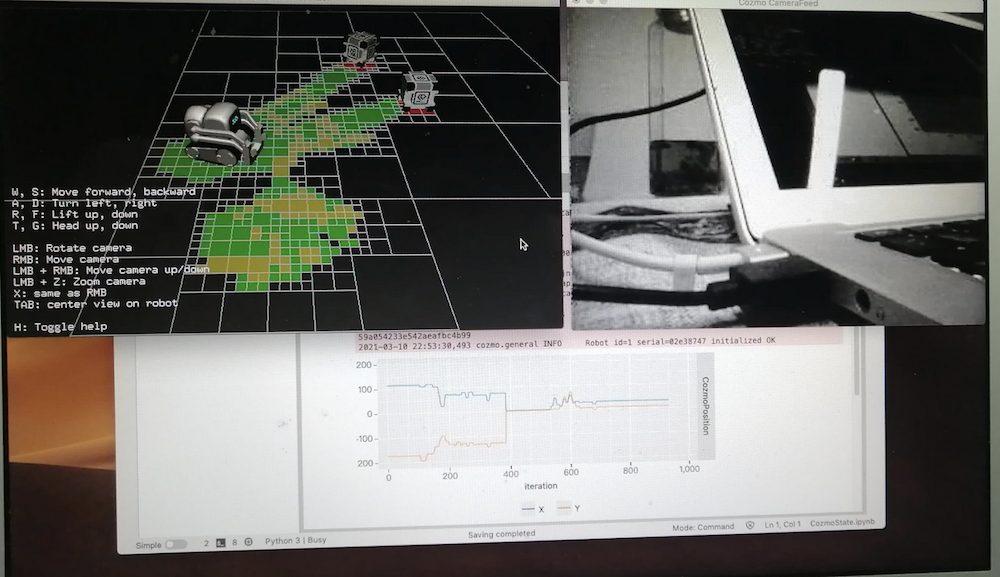 Cozmo CameraFeed
W, S: Move forward, backward
A, D: Turn left, right
R, F: Lift up, down
T, G: Head up, down
LMB: Rotate camera
RMB: Move camera
LMB + RMB: Move camera up/down
LMB + Z: Zoom camera
X: same as RMB
TAB: center view on robot
H: Toggle help
59a054233e542aeafbc4b99
2021-03-10 22:53:30,493 cozmo.general INFO Robot id=1 serial=02e38747 initialized OK
200
100
0
-100
200
CozmoPosition
0 200 400 600 800 1,000
iteration
X Y
Saving completed
Mode: Command Ln 1, Col 1 CozmoState.ipynb
Simple 2 8 Python 3 | Busy